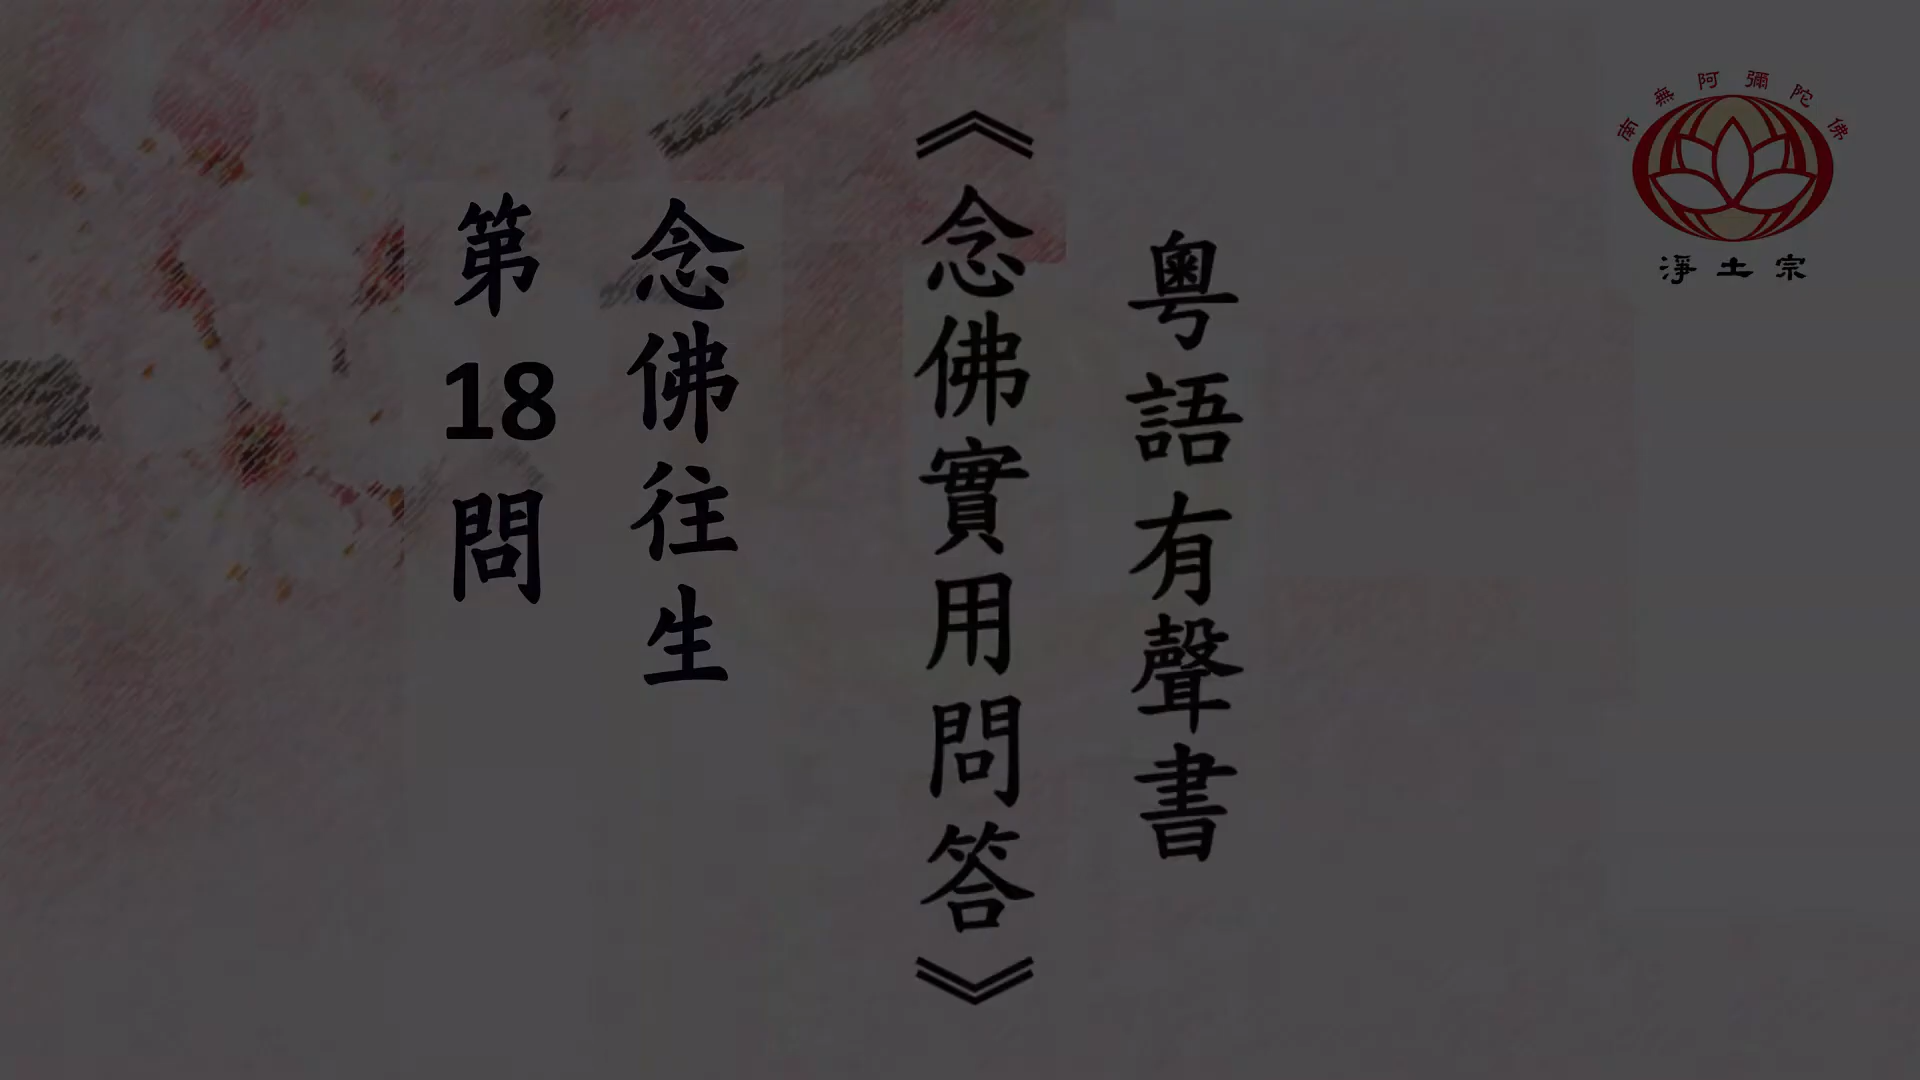 粵語有聲書
《念佛實用問答》
念佛往生
第18問
南無阿彌陀佛
淨土宗